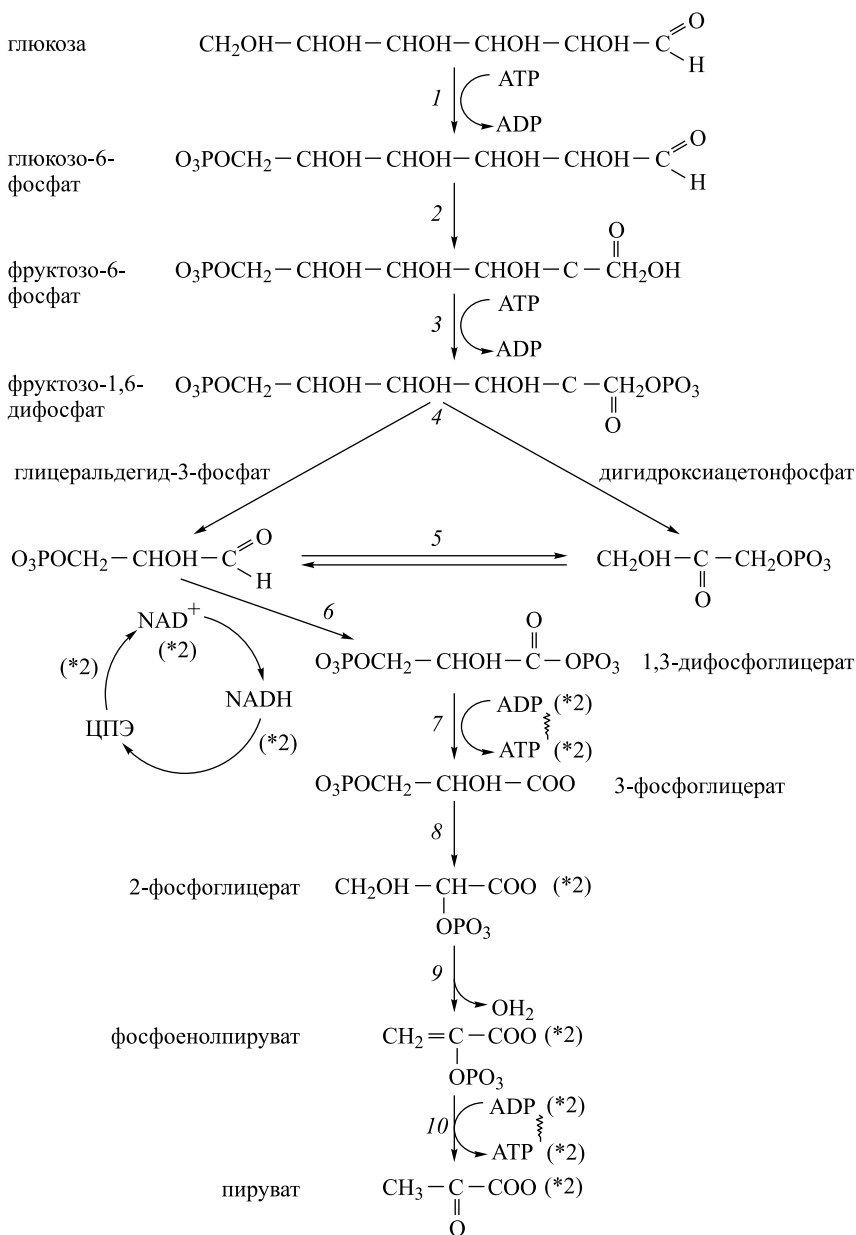 глюкоза CH₂OH — CHOH — CHOH — CHOH — CHOH — C
O
H
1 ATP
ADP
глюкозо-6-
фосфат
O₃POCH₂ — CHOH — CHOH — CHOH — CHOH — C
O
H
2
O
фруктозо-6-
фосфат
O₃POCH₂ — CHOH — CHOH — CHOH — C — CH₂OH
3 ATP
ADP
фруктозо-1,6-
дифосфат
O₃POCH₂ — CHOH — CHOH — CHOH — C — CH₂OPO₃
O
4
глицеральдегид-3-фосфат дигидроксиацетонфосфат
O₃POCH₂ — CHOH — C
O
H
5
CH₂OH — C — CH₂OPO₃
O
6
NAD⁺
(*2)
(*2)
NADH
(*2)
ЦПЭ
O
O₃POCH₂ — CHOH — C — OPO₃ 1,3-дифосфоглицерат
7 ADP (*2)
ATP (*2)
O₃POCH₂ — CHOH — COO 3-фосфоглицерат
8
2-фосфоглицерат CH₂OH — CH — COO (*2)
OPO₃
9
OH₂
фосфоенолпируват CH₂=C — COO (*2)
OPO₃
10 ADP (*2)
ATP (*2)
пируват CH₃ — C — COO (*2)
O